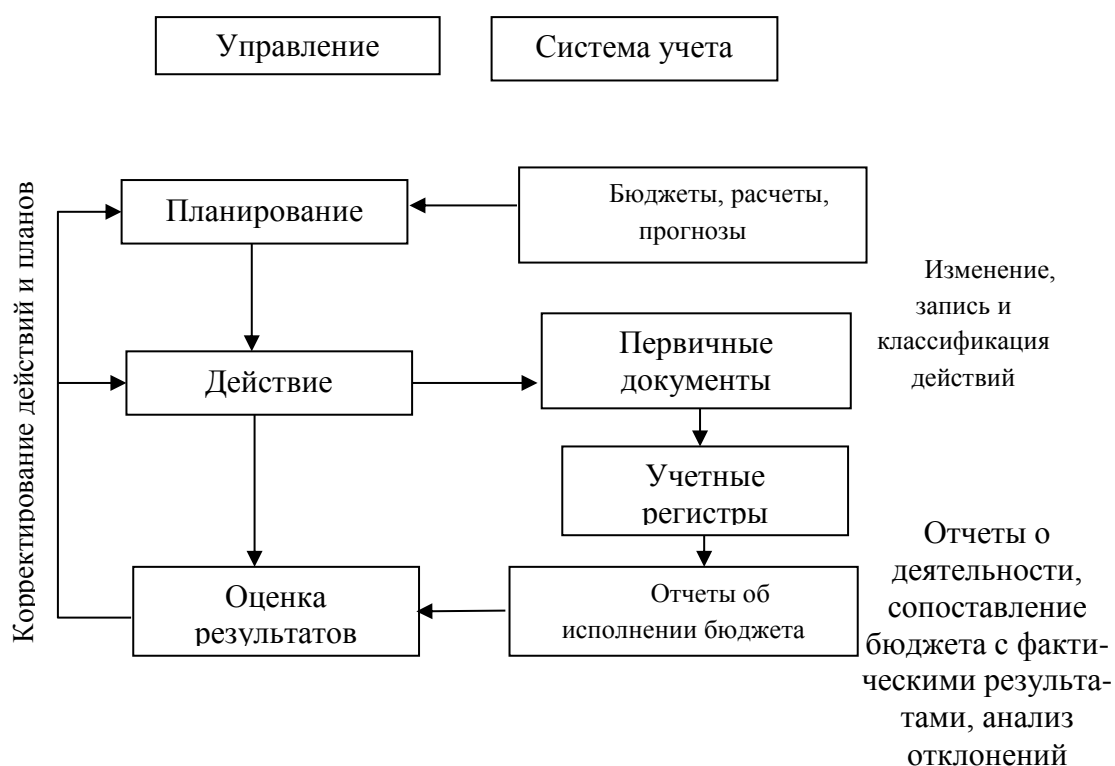 Управление
Система учета
Корректирование действий и планов
Планирование
Бюджеты, расчеты,
прогнозы
Изменение,
запись и
классификация
действий
Действие
Первичные
документы
Учетные
регистры
Оценка
результатов
Отчеты об
исполнении бюджета
Отчеты о
деятельности,
сопоставление
бюджета с факти-
ческими результа-
тами, анализ
отклонений